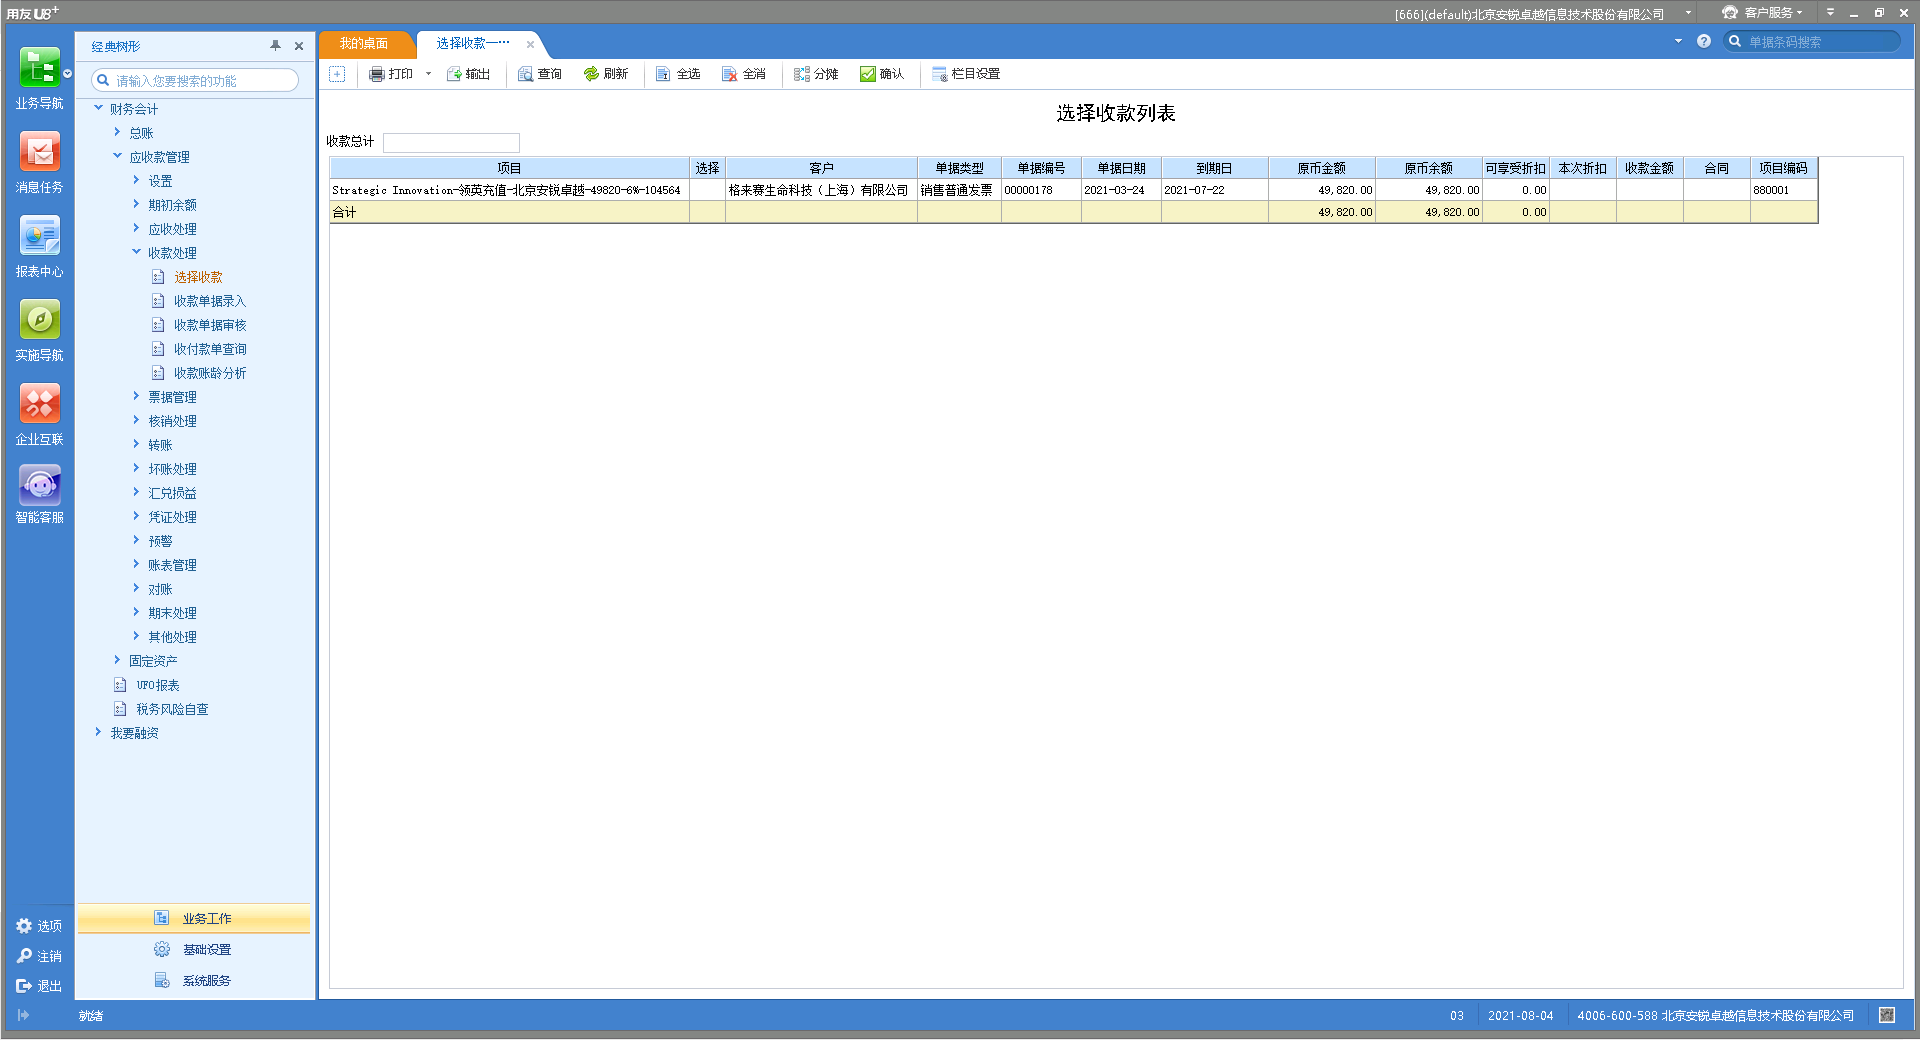 用友U8+
[666](default)北京安锐卓越信息技术股份有限公司
客户服务
经典树形
我的桌面
选择收款一···
单据条码搜索
请输入您要搜索的功能
打印
输出
查询
刷新
全选
全消
分摊
确认
栏目设置
业务导航
消息任务
报表中心
实施导航
企业互联
智能客服
选项
注销
退出
财务会计
总账
应收款管理
设置
期初余额
应收处理
收款处理
选择收款
收款单据录入
收款单据审核
收付款单查询
收款账龄分析
票据管理
核销处理
转账
坏账处理
汇兑损益
凭证处理
预警
账表管理
对账
期末处理
其他处理
固定资产
UFO报表
税务风险自查
我要融资
业务工作
基础设置
系统服务
选择收款列表
收款总计
项目 选择 客户 单据类型 单据编号 单据日期 到期日 原币金额 原币余额 可享受折扣 本次折扣 收款金额 合同 项目编码
Strategic Innovation-领英充值-北京安锐卓越-49820-6%-104564 格来赛生命科技（上海）有限公司 销售普通发票 00000178 2021-03-24 2021-07-22 49,820.00 49,820.00 0.00 880001
合计 49,820.00 49,820.00 0.00
就绪
03
2021-08-04
4006-600-588 北京安锐卓越信息技术股份有限公司